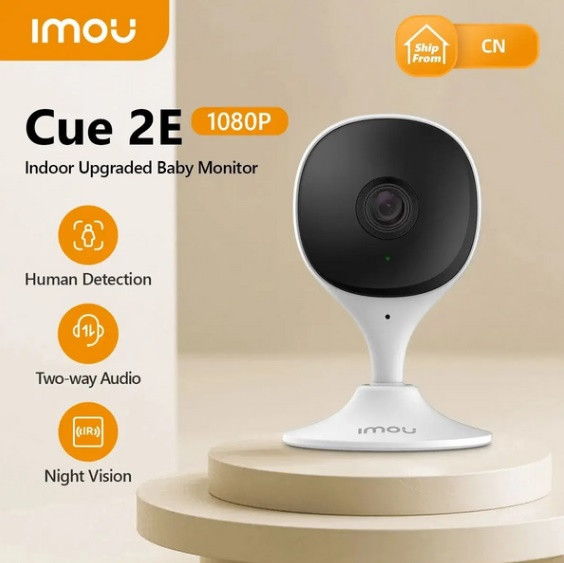 imou
Ship
From
CN
Cue 2E 1080P
Indoor Upgraded Baby Monitor
Human Detection
Two-way Audio
((IR))
Night Vision
imou